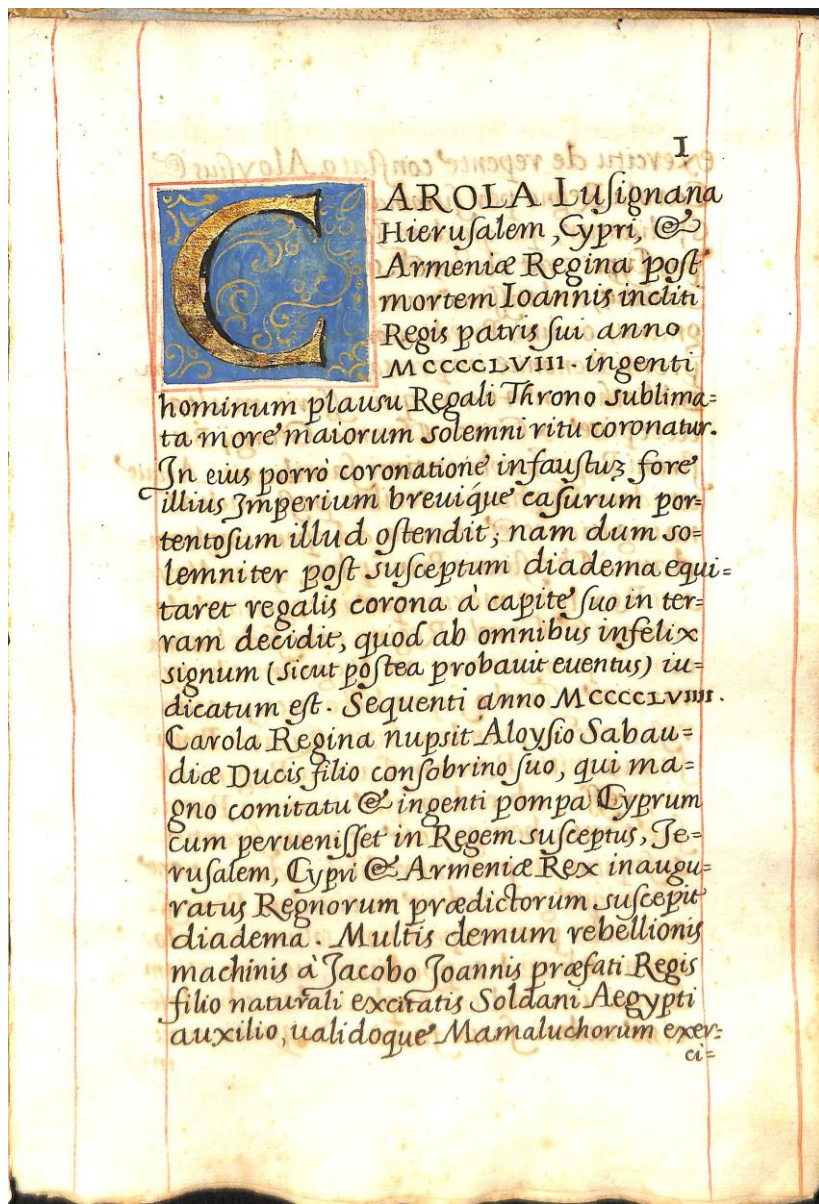 I
CAROLA Luſignana
Hieruſalem, Cypri, &
Armeniæ Regina poſt
mortem Ioannis incliti
Regis patris ſui anno
MCCCCLVIII. ingenti
hominum plauſu Regali Throno sublima=
ta more maiorum solemni ritu coronatur.
In eius porrò coronatione infauſtuʒ fore
illius Imperium breuiq́ue caſurum por=
tentoſum illud oſtendit; nam dum so=
lemniter poſt suſceptum diadema equi=
taret regalis corona à capite ſuo in ter=
ram decidit, quod ab omnibus infelix
signum (sicut poſtea probauit euentus) iu=
dicatum eſt. Sequenti anno MCCCCLVIIII.
Carola Regina nupsit Aloyſio Sabau=
diæ Ducis filio conſobrino ſuo, qui ma=
gno comitatu & ingenti pompa Cyprum
cum perueniſſet in Regem susceptus, Je=
ruſalem, Cypri & Armeniæ Rex inaugu=
ratus Regnorum prædictorum suſcepit
diadema. Multis demum rebellionis
machinis à Jacobo Joannis præfati Regis
filio naturali excitatis Soldani Aegypti
auxilio, ualidoque Mamaluchorum exer=
ci=